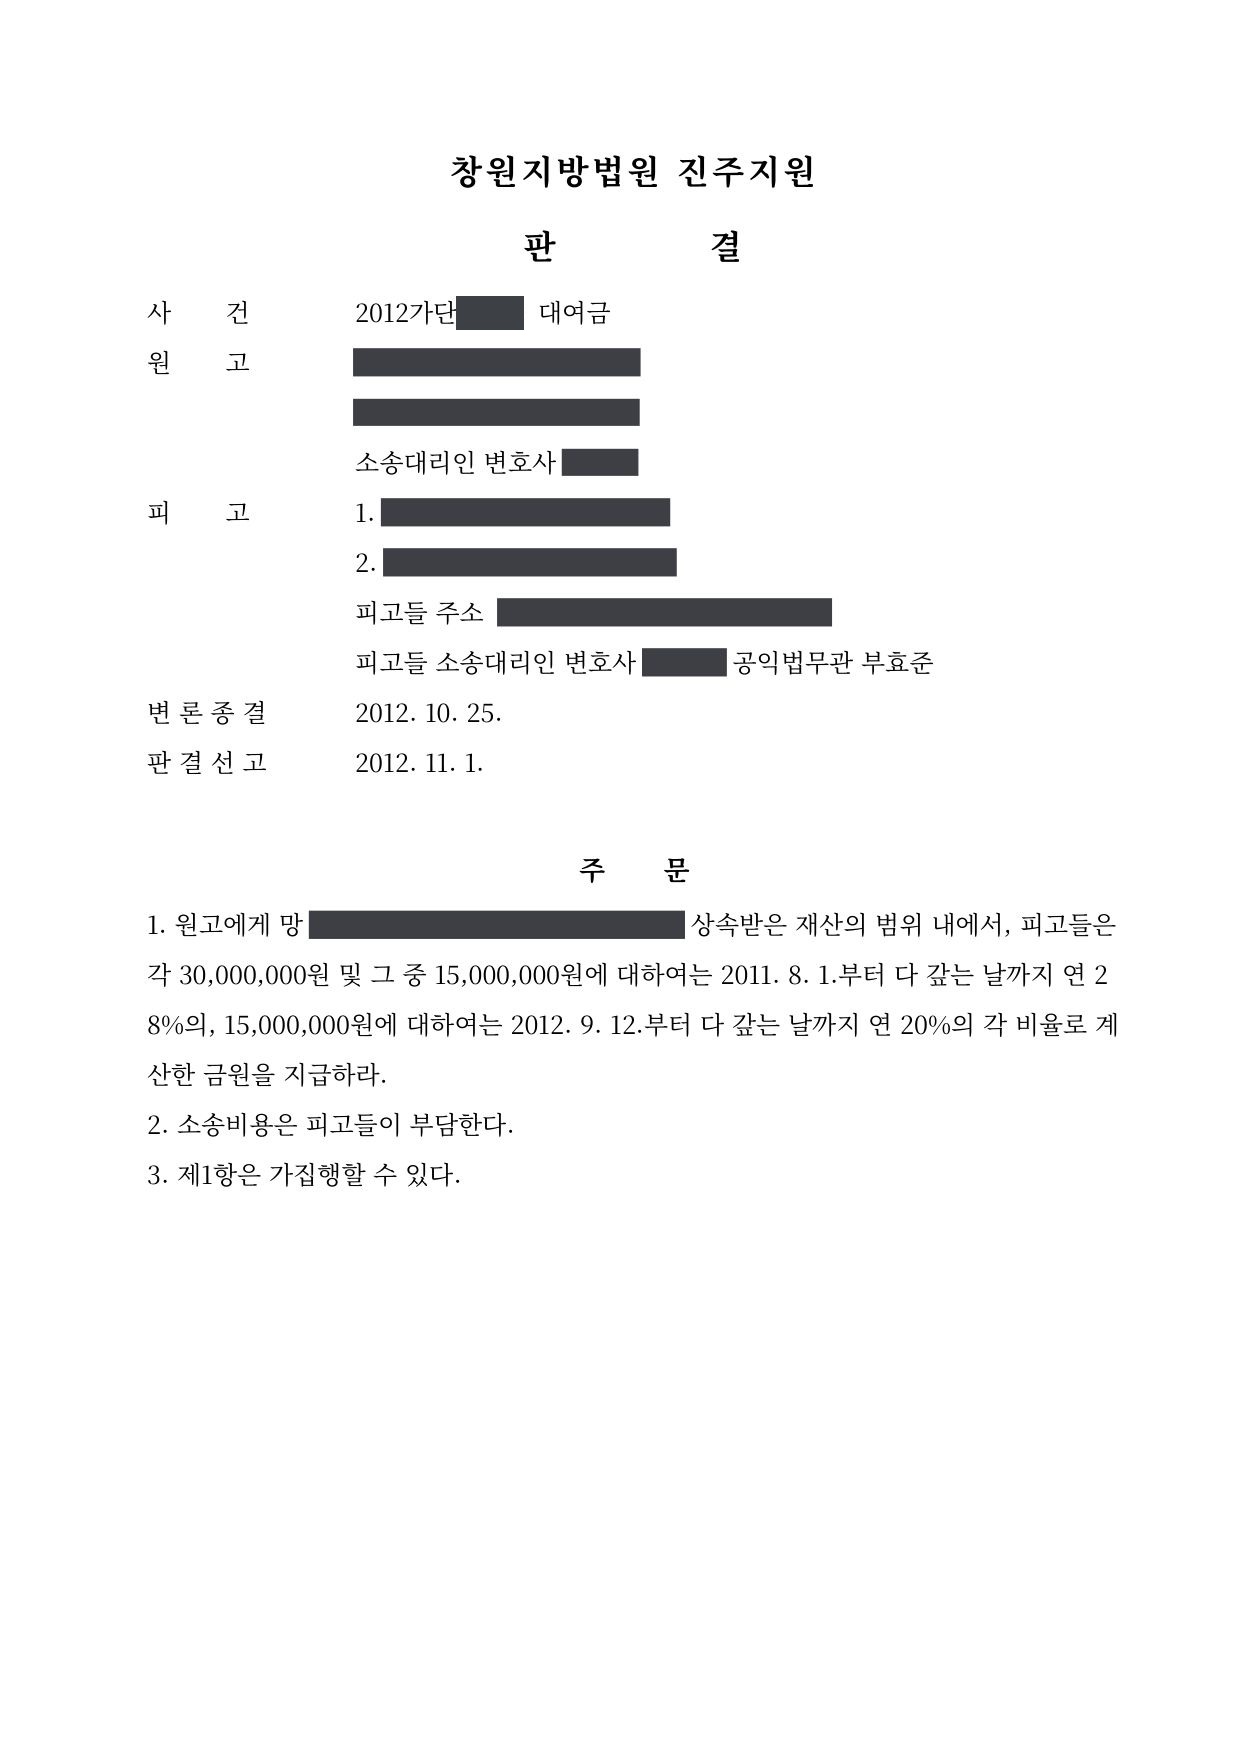 창원지방법원 진주지원
판 결
사 건 2012가단 대여금
원 고
소송대리인 변호사
피 고 1.
2.
피고들 주소
피고들 소송대리인 변호사 공익법무관 부효준
변 론 종 결 2012. 10. 25.
판 결 선 고 2012. 11. 1.
주 문
1. 원고에게 망 상속받은 재산의 범위 내에서, 피고들은
각 30,000,000원 및 그 중 15,000,000원에 대하여는 2011. 8. 1.부터 다 갚는 날까지 연 2
8%의, 15,000,000원에 대하여는 2012. 9. 12.부터 다 갚는 날까지 연 20%의 각 비율로 계
산한 금원을 지급하라.
2. 소송비용은 피고들이 부담한다.
3. 제1항은 가집행할 수 있다.